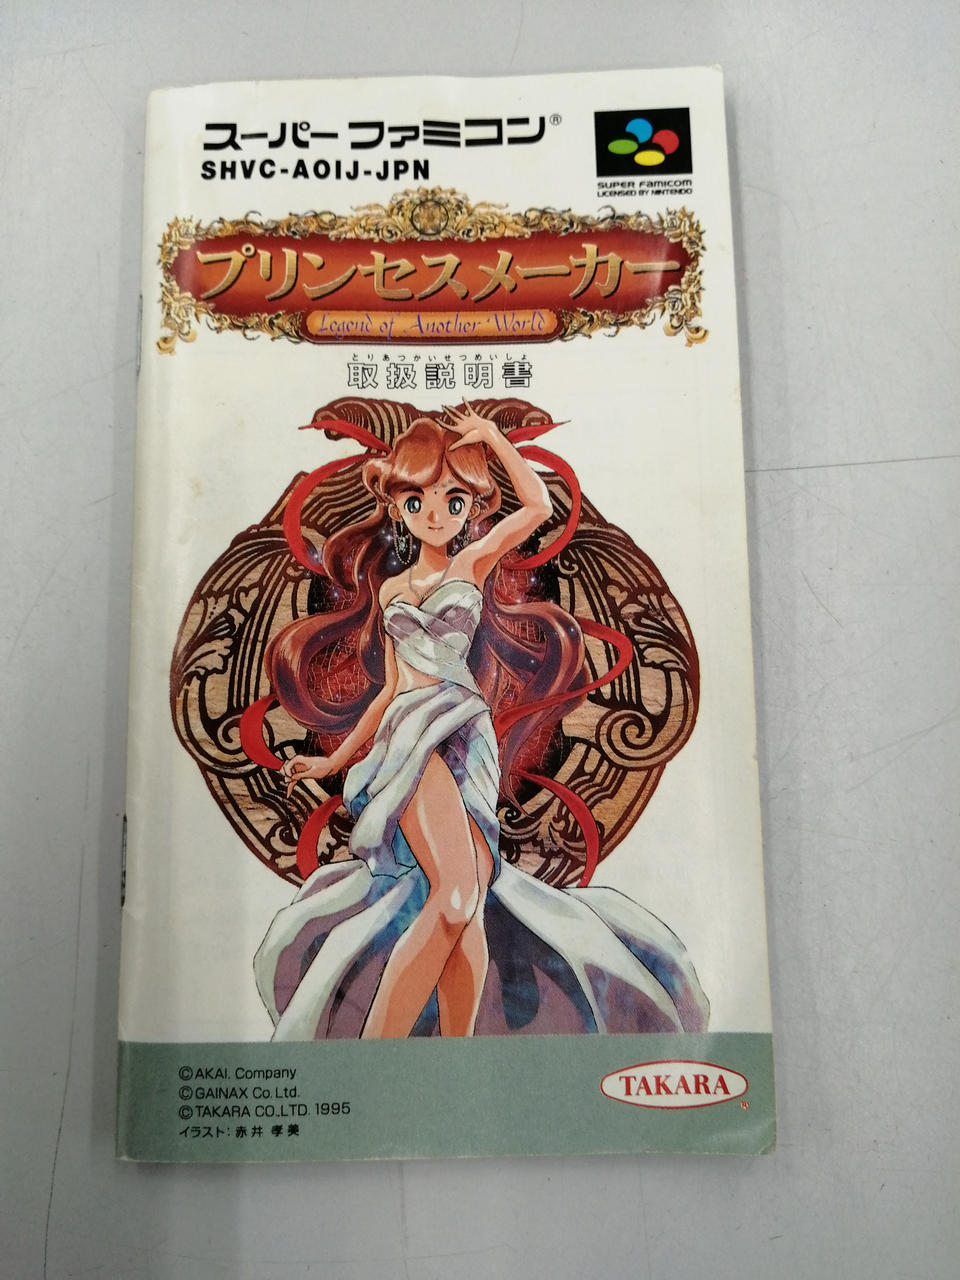 スーパーファミコン®
SHVC-AOIJ-JPN
SUPER FAMICOM
LICENSED BY NINTENDO
プリンセスメーカー
Legend of Another World
とりあつかいせつめいしょ
取扱説明書
©AKAI. Company
©GAINAX Co. Ltd.
©TAKARA CO.,LTD. 1995
イラスト:赤井 孝美
TAKARA®